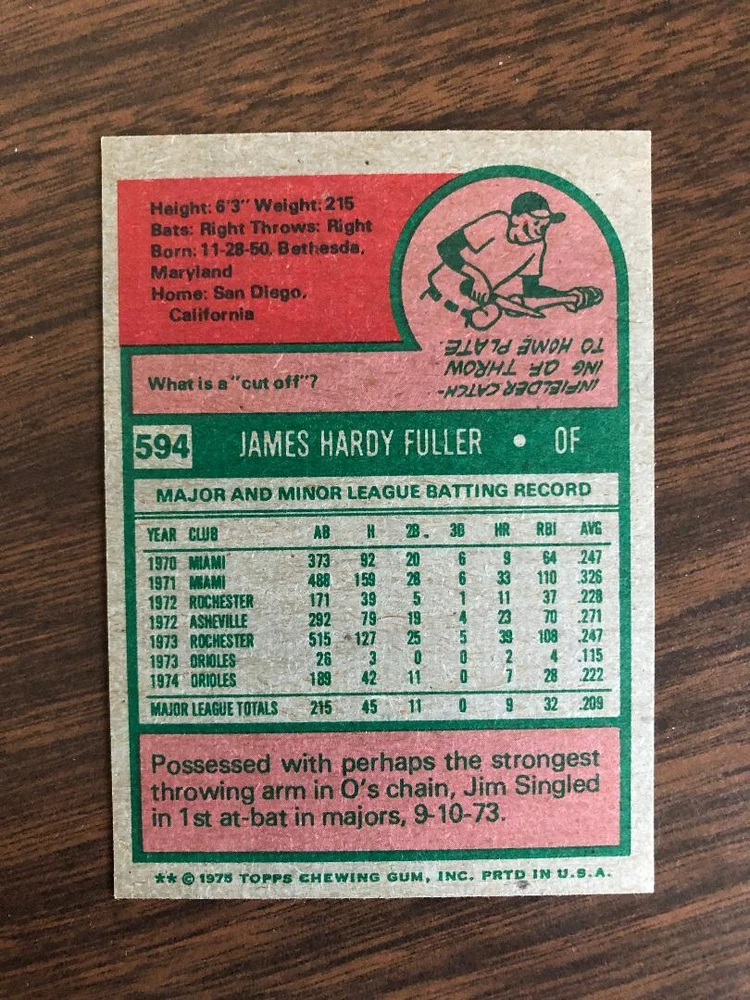 Height: 6'3" Weight: 215
Bats: Right Throws: Right
Born: 11-28-50, Bethesda,
Maryland
Home: San Diego,
California
What is a "cut off"?
INFIELDER CATCH-
ING OF THROW
TO HOME PLATE.
594 JAMES HARDY FULLER • OF
MAJOR AND MINOR LEAGUE BATTING RECORD
YEAR CLUB AB H 2B. 3B HR RBI AVG
1970 MIAMI 373 92 20 6 9 64 .247
1971 MIAMI 488 159 28 6 33 110 .326
1972 ROCHESTER 171 39 5 1 11 37 .228
1972 ASHEVILLE 292 79 19 4 23 70 .271
1973 ROCHESTER 515 127 25 5 39 108 .247
1973 ORIOLES 26 3 0 0 2 4 .115
1974 ORIOLES 189 42 11 0 7 28 .222
MAJOR LEAGUE TOTALS 215 45 11 0 9 32 .209
Possessed with perhaps the strongest
throwing arm in O's chain, Jim Singled
in 1st at-bat in majors, 9-10-73.
** © 1975 TOPPS CHEWING GUM, INC. PRTD IN U.S.A.